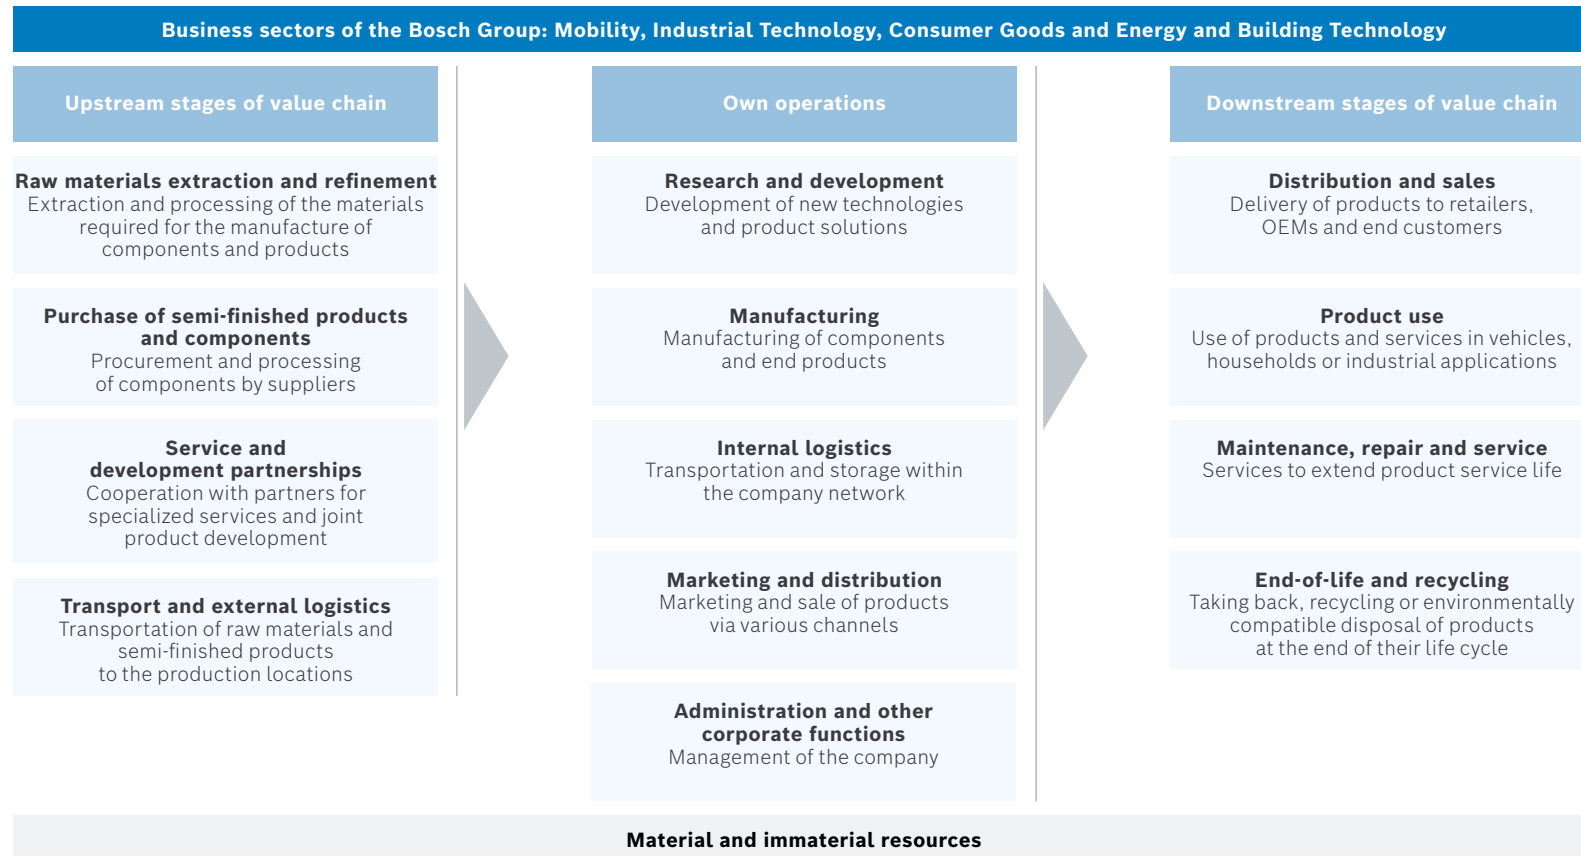 Business sectors of the Bosch Group: Mobility, Industrial Technology, Consumer Goods and Energy and Building Technology
Upstream stages of value chain
Raw materials extraction and refinement
Extraction and processing of the materials
required for the manufacture of
components and products
Purchase of semi-finished products
and components
Procurement and processing
of components by suppliers
Service and
development partnerships
Cooperation with partners for
specialized services and joint
product development
Transport and external logistics
Transportation of raw materials and
semi-finished products
to the production locations
Own operations
Research and development
Development of new technologies
and product solutions
Manufacturing
Manufacturing of components
and end products
Internal logistics
Transportation and storage within
the company network
Marketing and distribution
Marketing and sale of products
via various channels
Administration and other
corporate functions
Management of the company
Downstream stages of value chain
Distribution and sales
Delivery of products to retailers,
OEMs and end customers
Product use
Use of products and services in vehicles,
households or industrial applications
Maintenance, repair and service
Services to extend product service life
End-of-life and recycling
Taking back, recycling or environmentally
compatible disposal of products
at the end of their life cycle
Material and immaterial resources